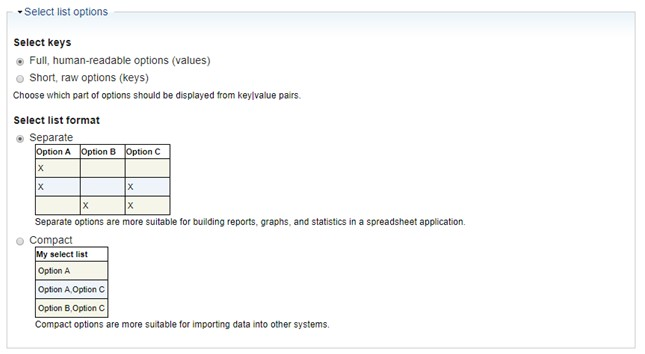 Select list options
Select keys
Full, human-readable options (values)
Short, raw options (keys)
Choose which part of options should be displayed from key|value pairs.
Select list format
Separate
Option A Option B Option C
X
X X
X X
Separate options are more suitable for building reports, graphs, and statistics in a spreadsheet application.
Compact
My select list
Option A
Option A,Option C
Option B,Option C
Compact options are more suitable for importing data into other systems.